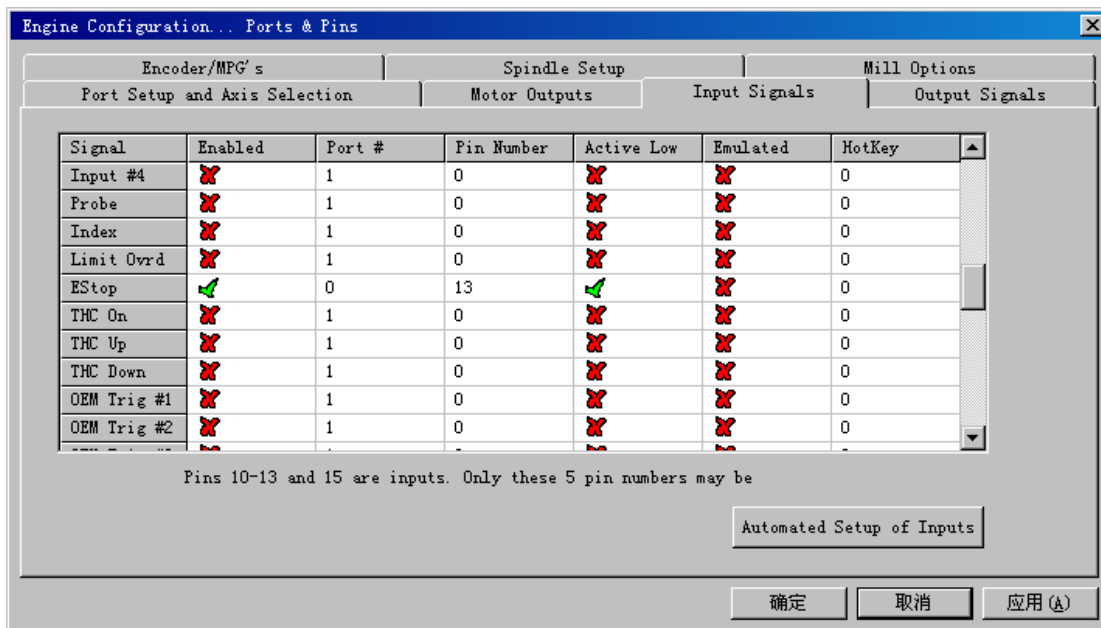 Engine Configuration... Ports & Pins
Encoder/MPG's Spindle Setup Mill Options
Port Setup and Axis Selection Motor Outputs Input Signals Output Signals
Signal Enabled Port # Pin Number Active Low Emulated HotKey
Input #4 1 0 0
Probe 1 0 0
Index 1 0 0
Limit Ovrd 1 0 0
EStop 0 13 0
THC On 1 0 0
THC Up 1 0 0
THC Down 1 0 0
OEM Trig #1 1 0 0
OEM Trig #2 1 0 0
Pins 10-13 and 15 are inputs. Only these 5 pin numbers may be
Automated Setup of Inputs
确定 取消 应用(A)